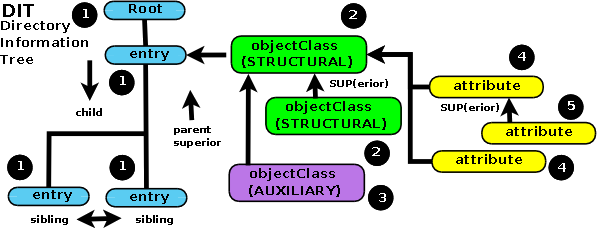 DIT
Directory
Information
Tree
1
Root
entry
1
child
parent
superior
1
entry
1
entry
sibling
sibling
2
objectClass
(STRUCTURAL)
SUP(erior)
objectClass
(STRUCTURAL)
2
objectClass
(AUXILIARY)
3
4
attribute
SUP(erior)
5
attribute
attribute
4